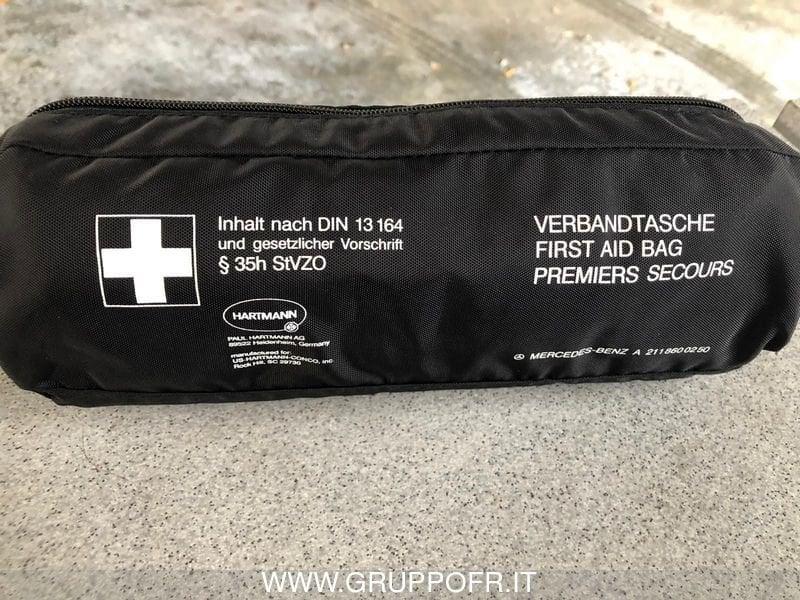 Inhalt nach DIN 13 164
und gesetzlicher Vorschrift
§ 35h StVZO
HARTMANN
PAUL HARTMANN AG
89522 Heidenheim, Germany
manufactured for:
US-HARTMANN-CONCO, Inc
Rock Hill, SC 29730
VERBANDTASCHE
FIRST AID BAG
PREMIERS SECOURS
MERCEDES-BENZ A 211 860 02 50
WWW.GRUPPOFR.IT